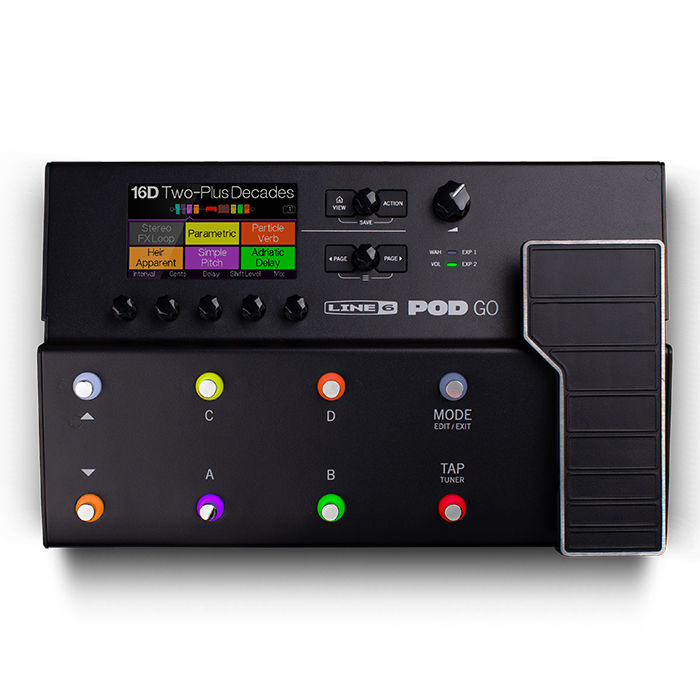 16D Two-Plus Decades
Stereo FX Loop
Parametric
Particle Verb
Heir Apparent
Simple Pitch
Adriatic Delay
Interval Cents Delay Shift Level Mix
VIEW
ACTION
SAVE
PAGE
PAGE
WAH EXP 1
VOL EXP 2
LINE 6 POD GO
C
D
MODE
EDIT / EXIT
A
B
TAP
TUNER